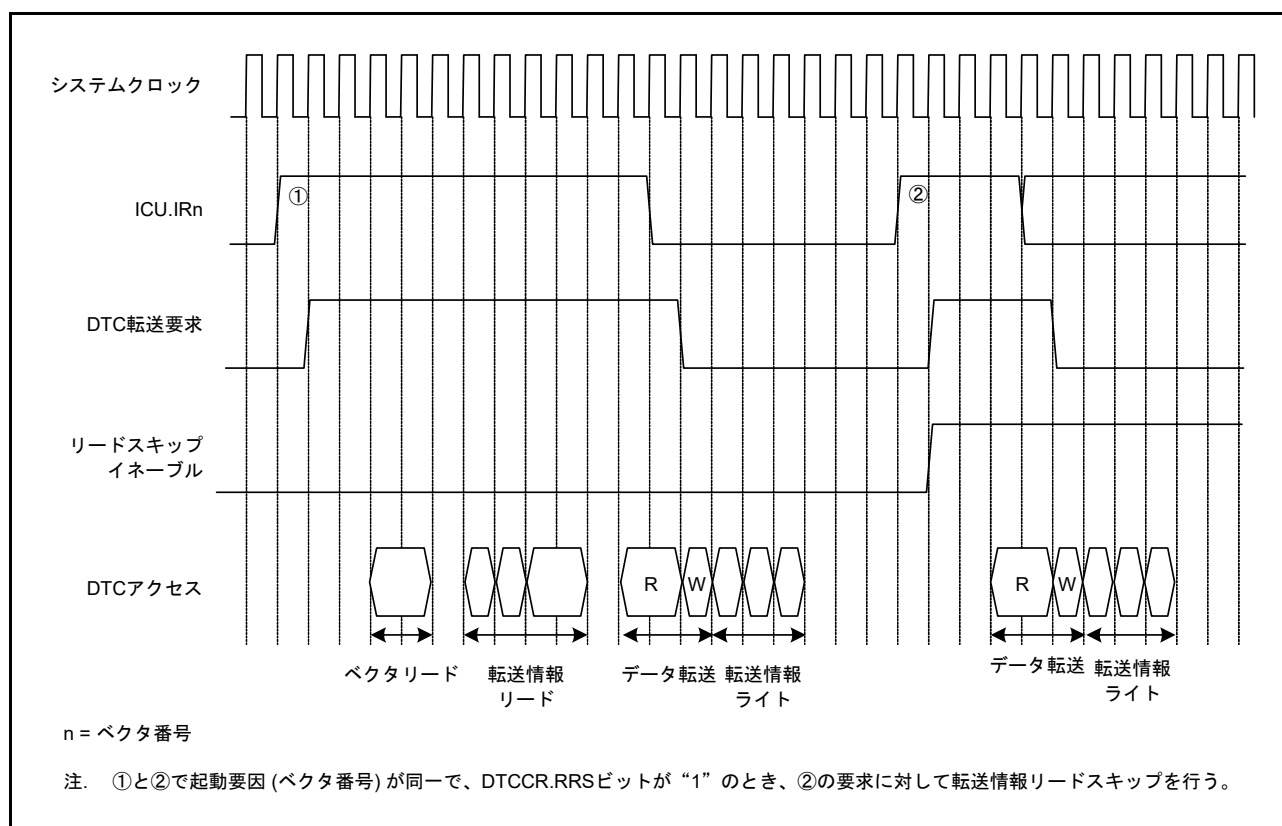 システムクロック
ICU.IRn
①
②
DTC転送要求
リードスキップ
イネーブル
DTCアクセス
R
W
R
W
ベクタリード
転送情報
リード
データ転送
転送情報
ライト
データ転送
転送情報
ライト
n = ベクタ番号
注. ①と②で起動要因 (ベクタ番号) が同一で、DTCCR.RRSビットが“1”のとき、②の要求に対して転送情報リードスキップを行う。